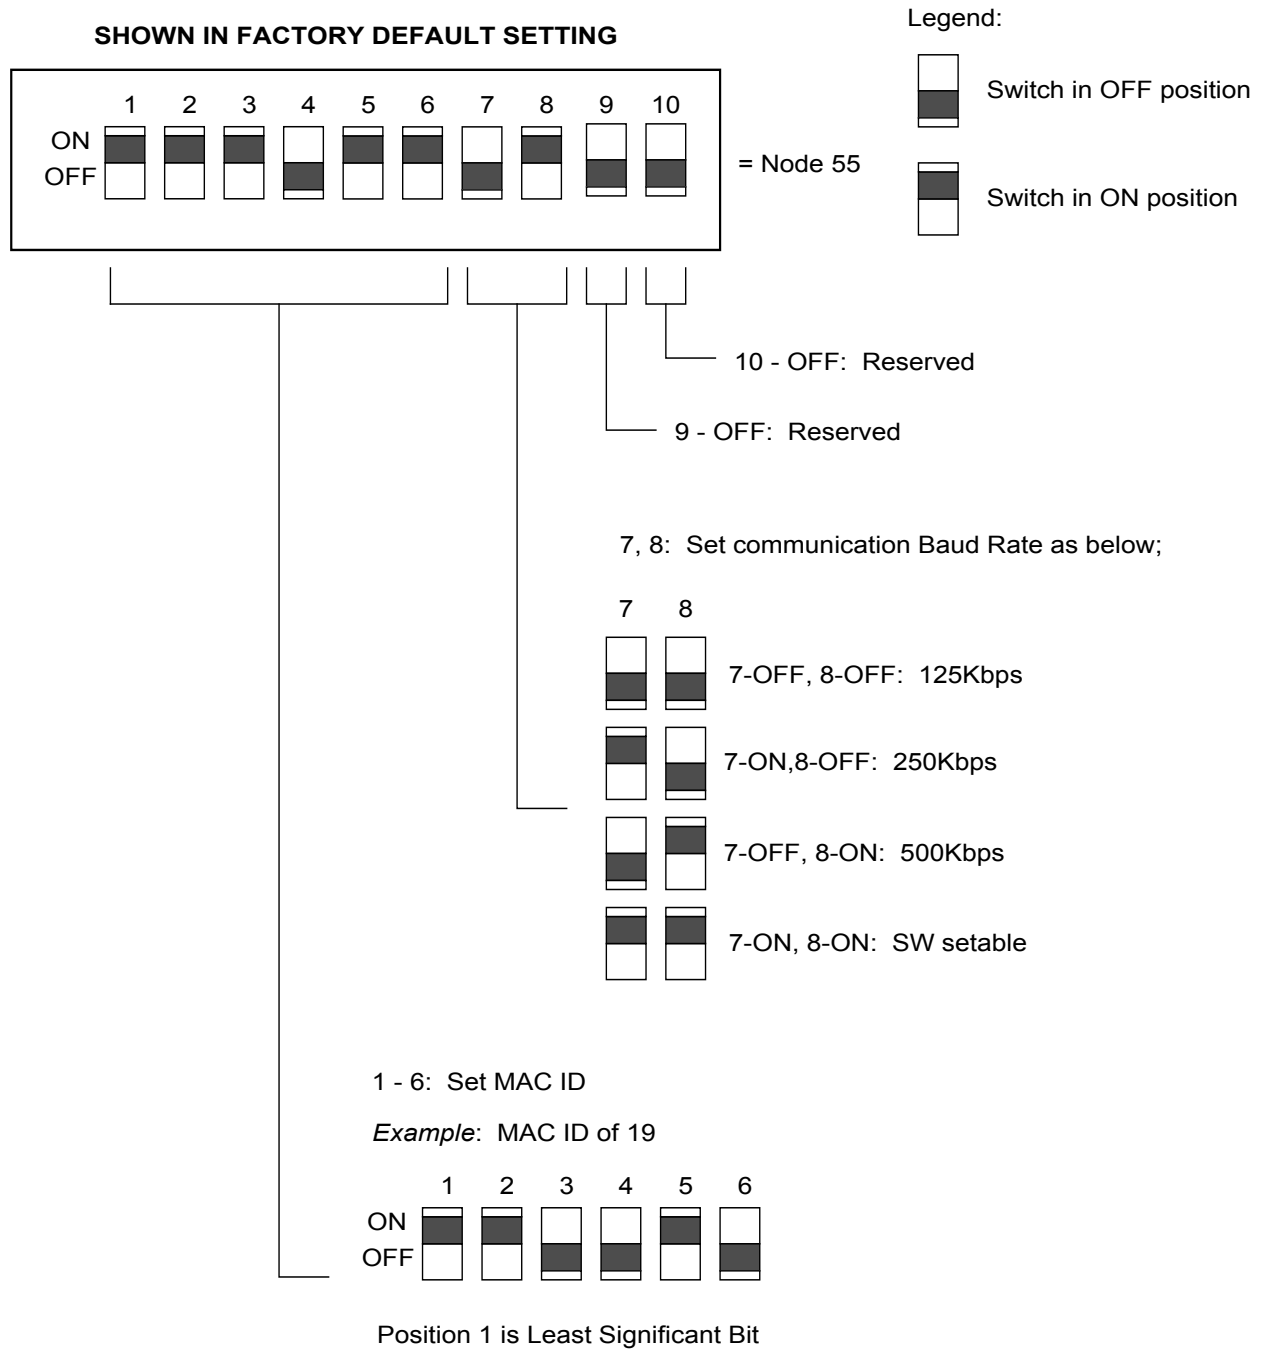 SHOWN IN FACTORY DEFAULT SETTING
Legend:
Switch in OFF position
Switch in ON position
1 2 3 4 5 6 7 8 9 10
ON
OFF
= Node 55
10 - OFF: Reserved
9 - OFF: Reserved
7, 8: Set communication Baud Rate as below;
7 8
7-OFF, 8-OFF: 125Kbps
7-ON,8-OFF: 250Kbps
7-OFF, 8-ON: 500Kbps
7-ON, 8-ON: SW setable
1 - 6: Set MAC ID
Example: MAC ID of 19
1 2 3 4 5 6
ON
OFF
Position 1 is Least Significant Bit